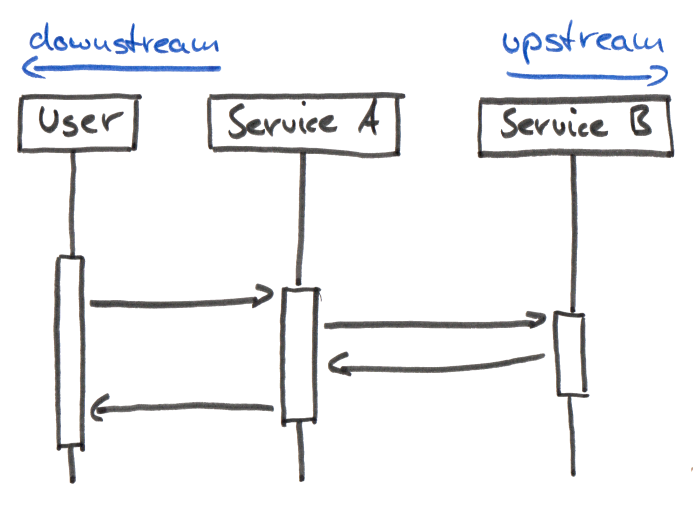 downstream
upstream
User
Service A
Service B